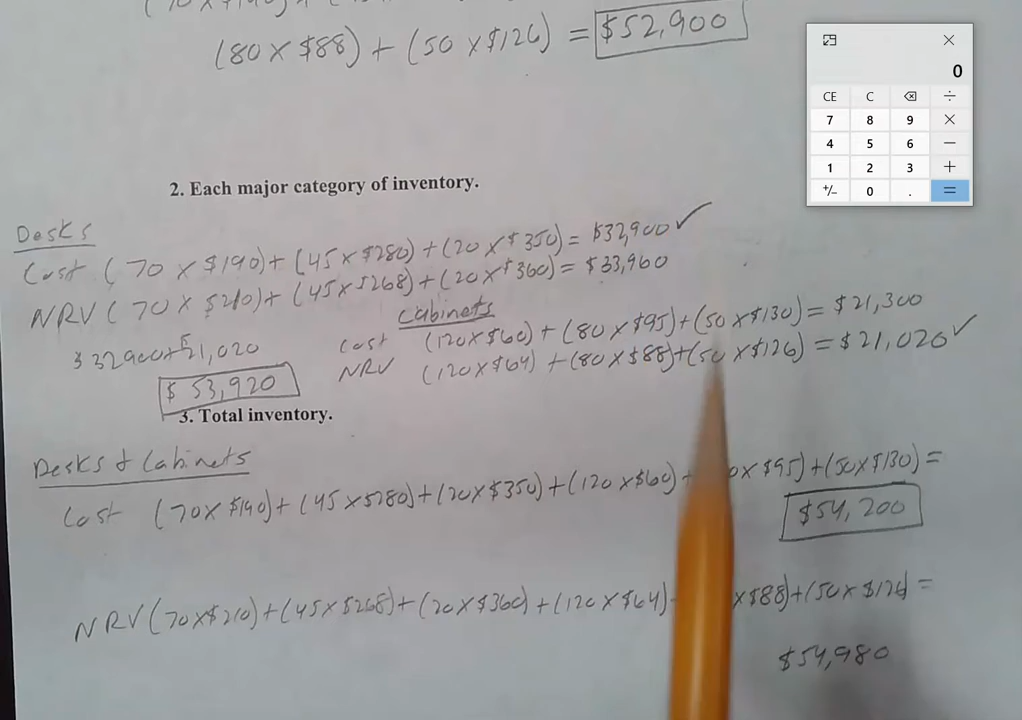 (80 x $88) + (50 x $126) = $52,900
2. Each major category of inventory.
Desks
Cost (70 x $190) + (45 x $280) + (20 x $350) = $32,900 ✓
NRV (70 x $210) + (45 x $268) + (20 x $360) = $33,960
Cabinets
cost (120 x $60) + (80 x $95) + (50 x $130) = $21,300
NRV (120 x $64) + (80 x $88) + (50 x $126) = $21,020 ✓
$32900 + $21,020
$53,920
3. Total inventory.
Desks & Cabinets
Cost (70 x $190) + (45 x $280) + (20 x $350) + (120 x $60) + 0 x $95) + (50 x $130) =
$54,200
NRV (70 x $210) + (45 x $268) + (20 x $360) + (120 x $64) x $88) + (50 x $126) =
$54,980
0
CE C ÷
7 8 9 ×
4 5 6 −
1 2 3 +
+/− 0 . =